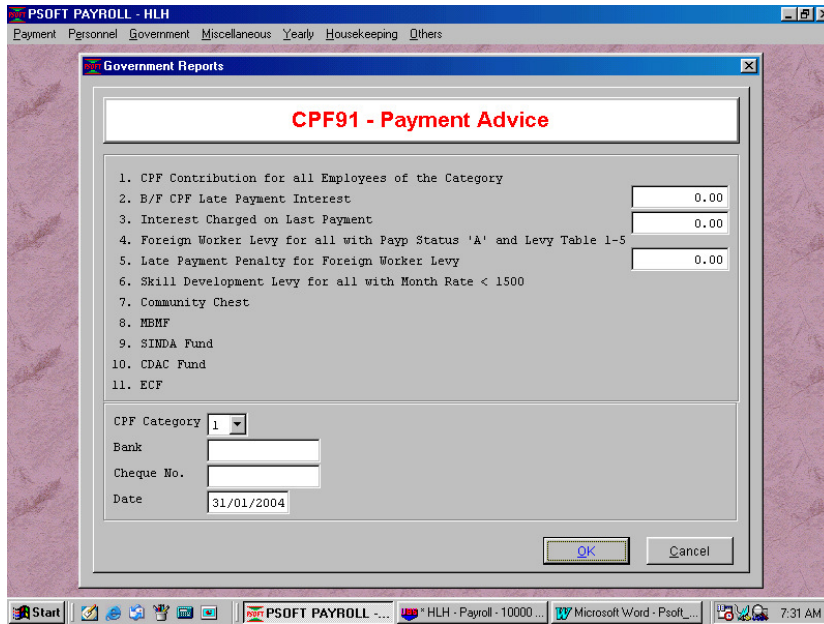 PSOFT PAYROLL - HLH
Payment Personnel Government Miscellaneous Yearly Housekeeping Others
Government Reports
CPF91 - Payment Advice
1. CPF Contribution for all Employees of the Category
2. B/F CPF Late Payment Interest 0.00
3. Interest Charged on Last Payment 0.00
4. Foreign Worker Levy for all with Payp Status 'A' and Levy Table 1-5
5. Late Payment Penalty for Foreign Worker Levy 0.00
6. Skill Development Levy for all with Month Rate < 1500
7. Community Chest
8. MBMF
9. SINDA Fund
10. CDAC Fund
11. ECF
CPF Category 1
Bank
Cheque No.
Date 31/01/2004
OK Cancel
Start PSOFT PAYROLL -... * HLH - Payroll - 10000 ... Microsoft Word - Psoft_... 7:31 AM